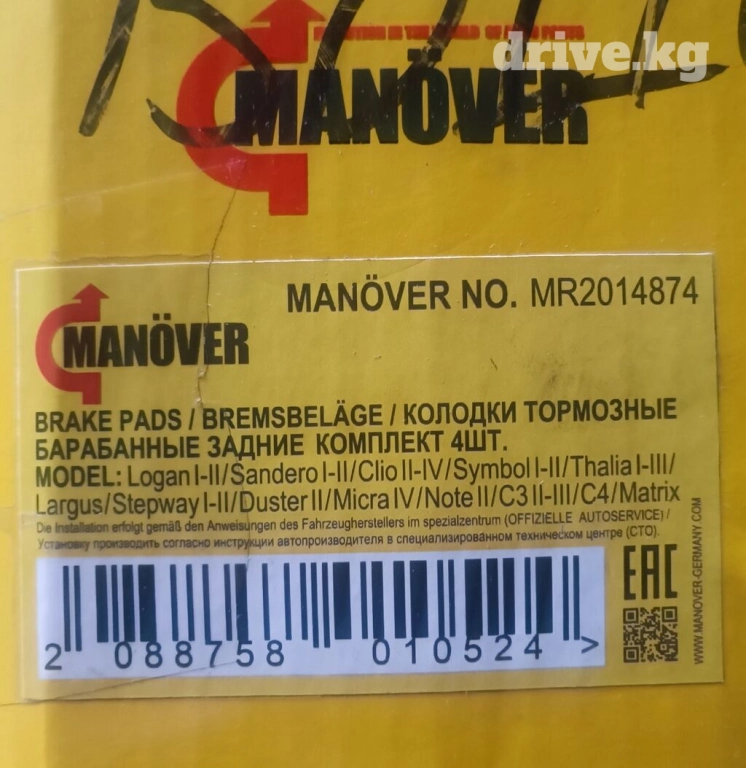 drive.kg
MANÖVER
MANÖVER NO. MR2014874
MANÖVER
BRAKE PADS / BREMSBELÄGE / КОЛОДКИ ТОРМОЗНЫЕ
БАРАБАННЫЕ ЗАДНИЕ КОМПЛЕКТ 4ШТ.
MODEL: Logan I-II/Sandero I-II/Clio II-IV/Symbol I-II/Thalia I-III/
Largus/Stepway I-II/Duster II/Micra IV/Note II/C3 II-III/C4/Matrix
Die Installation erfolgt gemäß den Anweisungen des Fahrzeugherstellers im spezialzentrum (OFFIZIELLE AUTOSERVICE) /
Установку производить согласно инструкции автопроизводителя в специализированном техническом центре (СТО).
EAC
WWW.MANOVER-GERMANY.COM
2 088758 010524 >